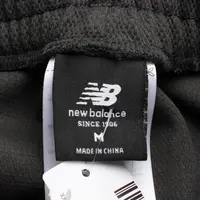 NB
new balance
SINCE 1906
M
MADE IN CHINA